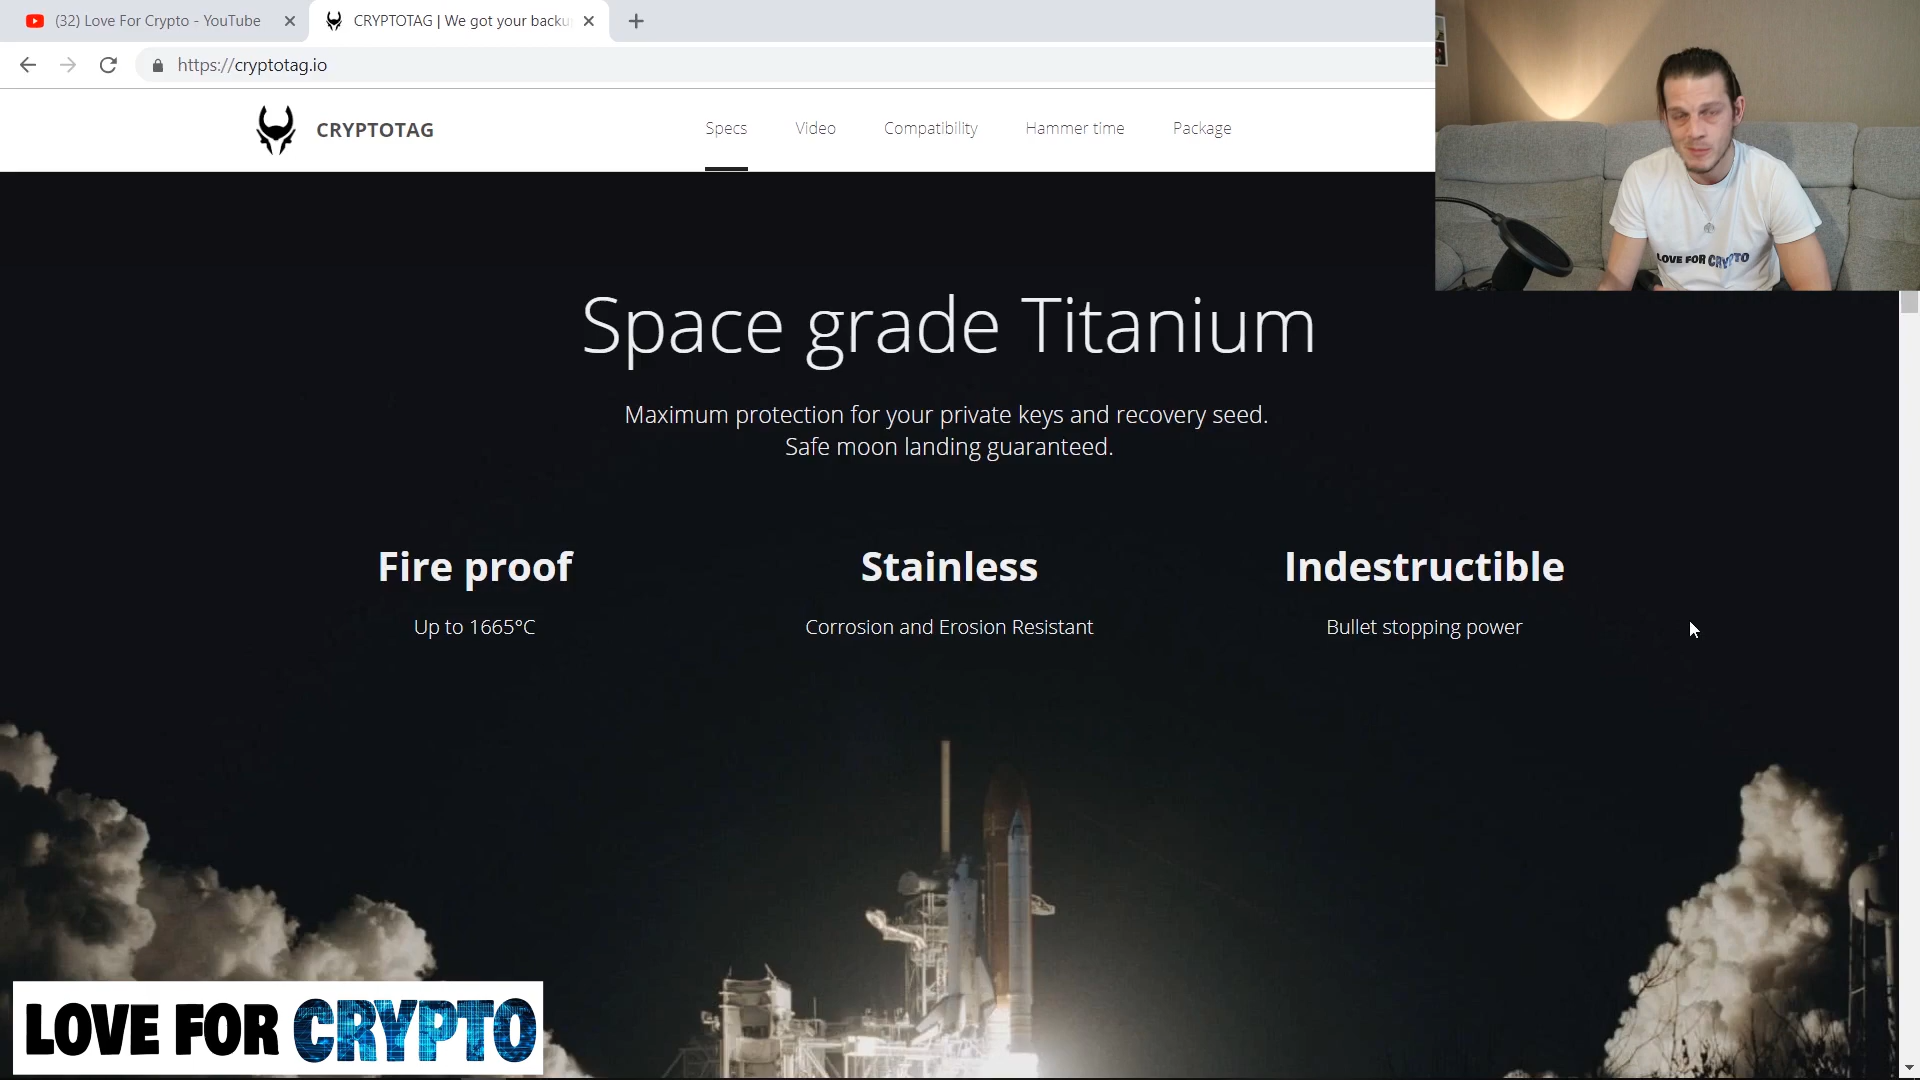 (32) Love For Crypto - YouTube
CRYPTOTAG | We got your backu
https://cryptotag.io
CRYPTOTAG
Specs
Video
Compatibility
Hammer time
Package
LOVE FOR CRYPTO
Space grade Titanium
Maximum protection for your private keys and recovery seed.
Safe moon landing guaranteed.
Fire proof
Stainless
Indestructible
Up to 1665°C
Corrosion and Erosion Resistant
Bullet stopping power
LOVE FOR CRYPTO